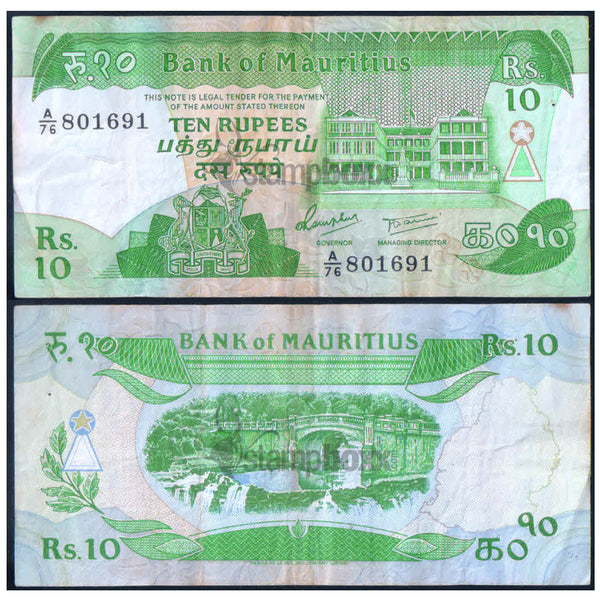 रु.१०
Bank of Mauritius
Rs.
10
THIS NOTE IS LEGAL TENDER FOR THE PAYMENT
OF THE AMOUNT STATED THEREON
A/76 801691
TEN RUPEES
பத்து ரூபாய்
दस रुपये
stampboxx
GOVERNOR
MANAGING DIRECTOR
Rs.
10
A/76 801691
रु.१०
BANK of MAURITIUS
Rs.10
stampboxx
Rs.10